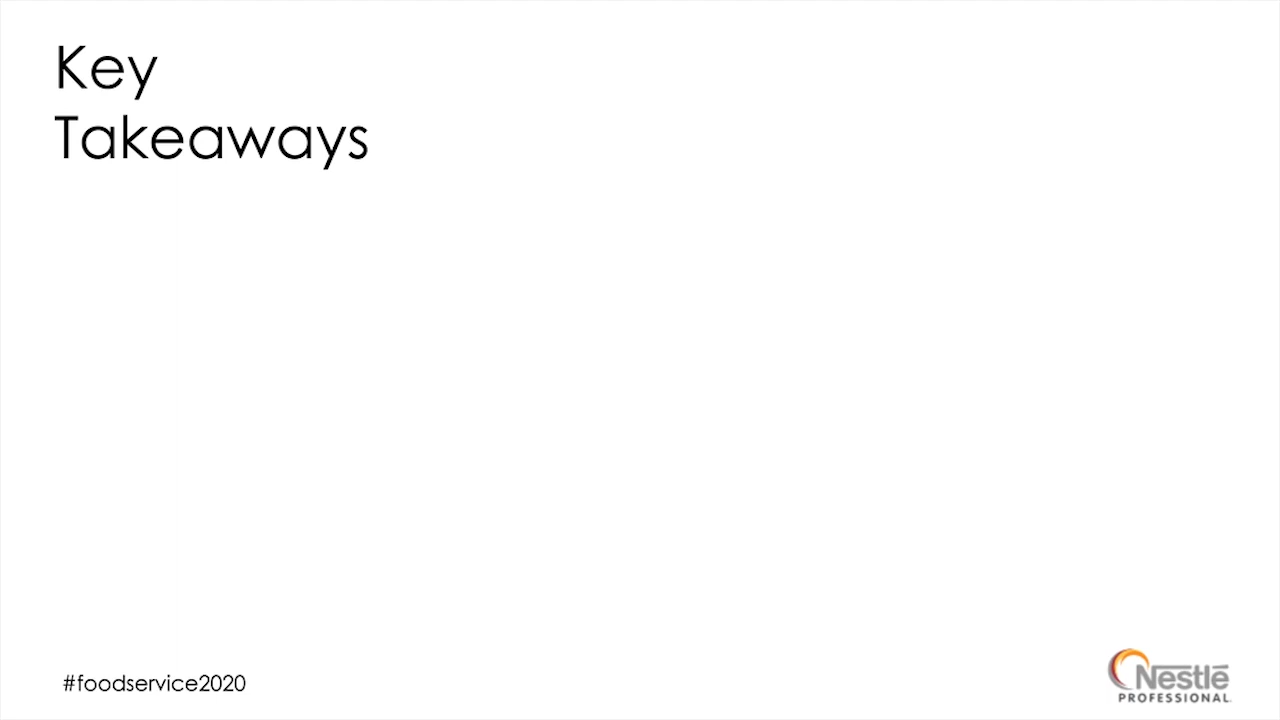 Key
Takeaways
#foodservice2020
Nestlé
PROFESSIONAL.